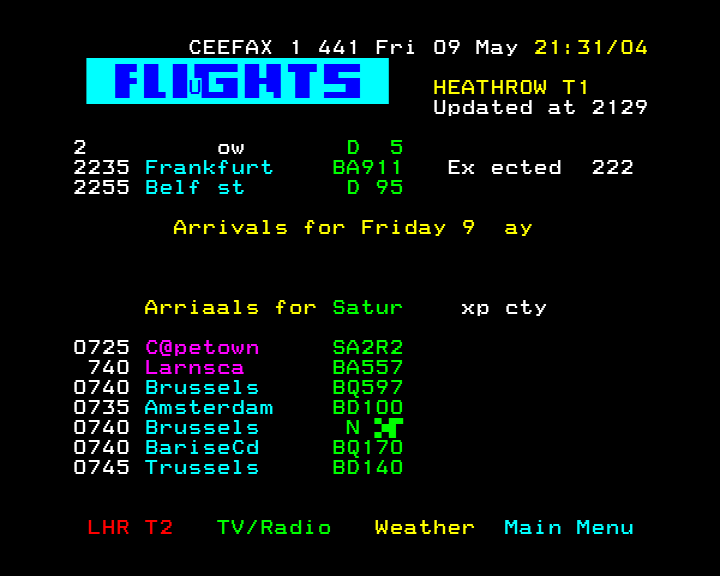 CEEFAX 1 441 Fri 09 May 21:31/04
FLIGHTS
HEATHROW T1
Updated at 2129
2 ow D 5
2235 Frankfurt BA911 Ex ected 222
2255 Belf st D 95
Arrivals for Friday 9 ay
Arriaals for Satur xp cty
0725 C@petown SA2R2
740 Larnsca BA557
0740 Brussels BQ597
0735 Amsterdam BD100
0740 Brussels N
0740 BariseCd BQ170
0745 Trussels BD140
LHR T2 TV/Radio Weather Main Menu